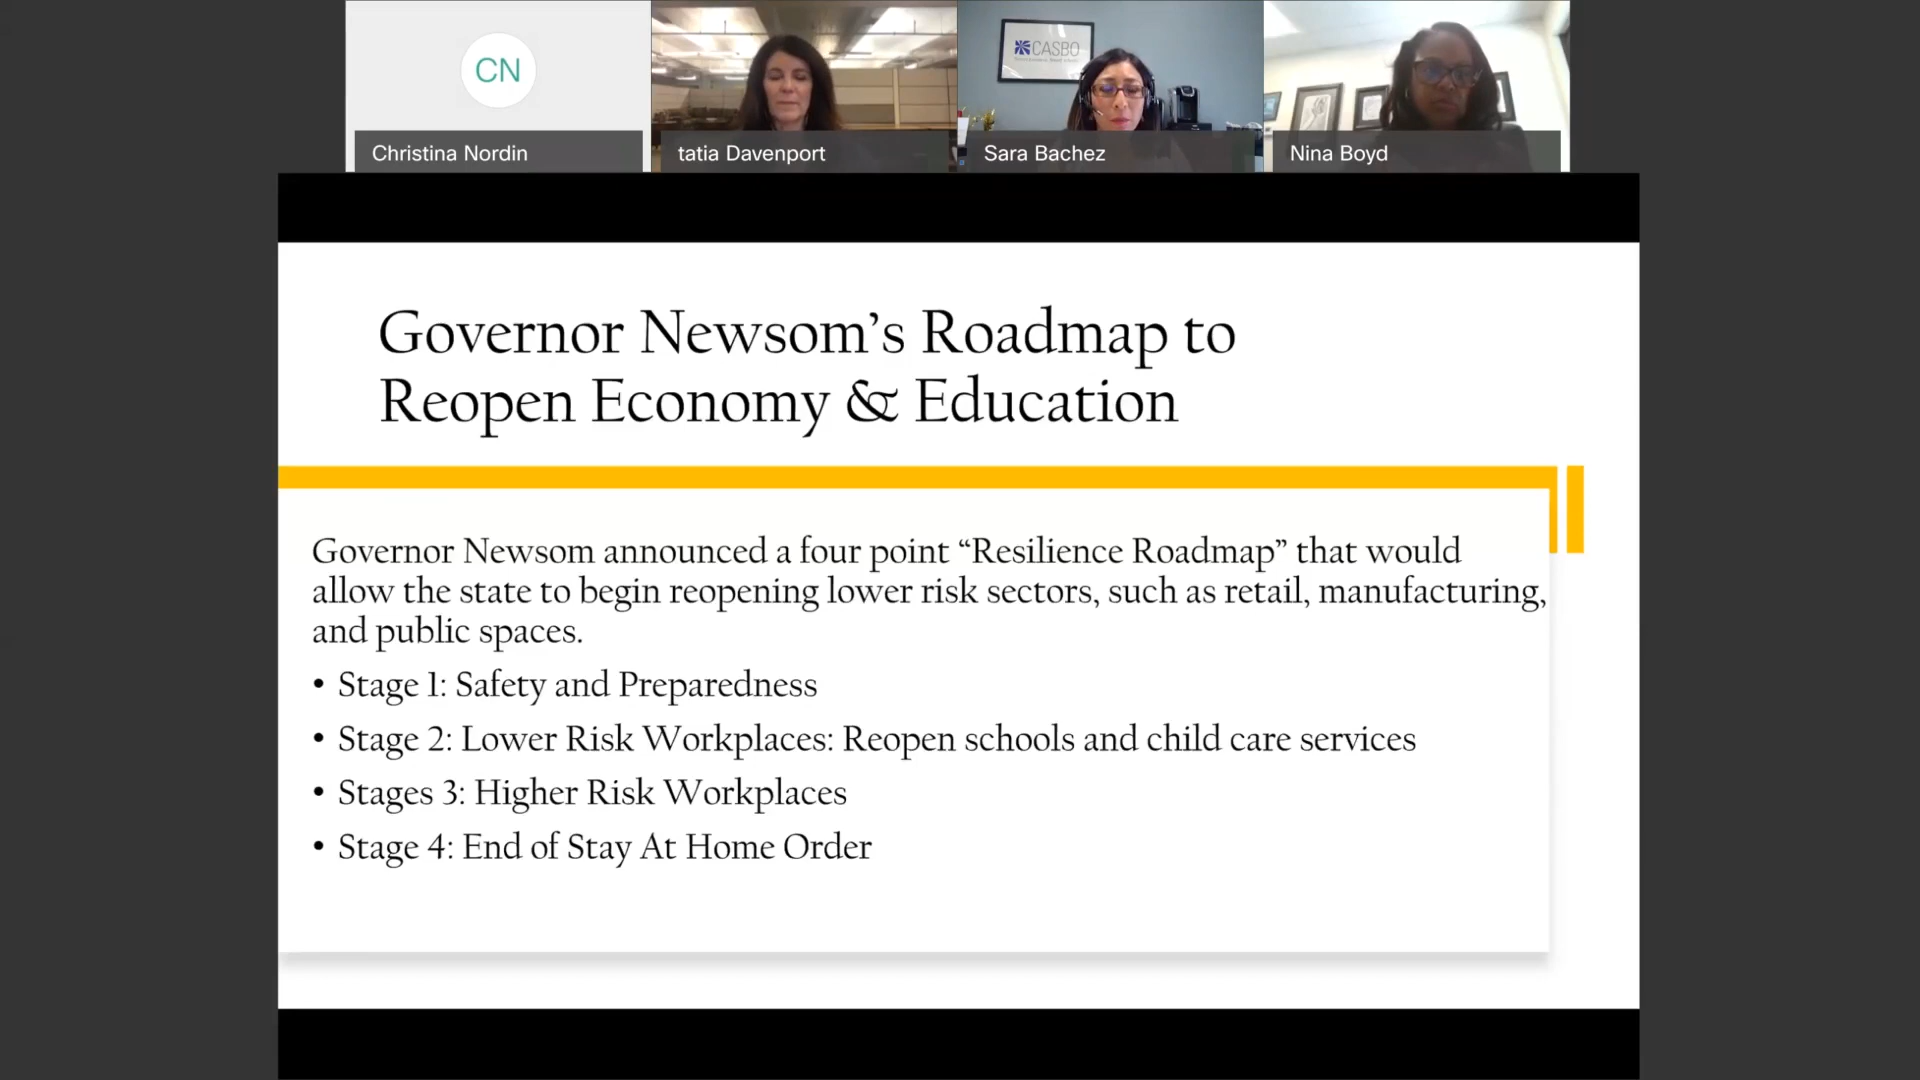 CN
CASBO
Christina Nordin
tatia Davenport
Sara Bachez
Nina Boyd
Governor Newsom’s Roadmap to
Reopen Economy & Education
Governor Newsom announced a four point “Resilience Roadmap” that would
allow the state to begin reopening lower risk sectors, such as retail, manufacturing,
and public spaces.
• Stage 1: Safety and Preparedness
• Stage 2: Lower Risk Workplaces: Reopen schools and child care services
• Stages 3: Higher Risk Workplaces
• Stage 4: End of Stay At Home Order